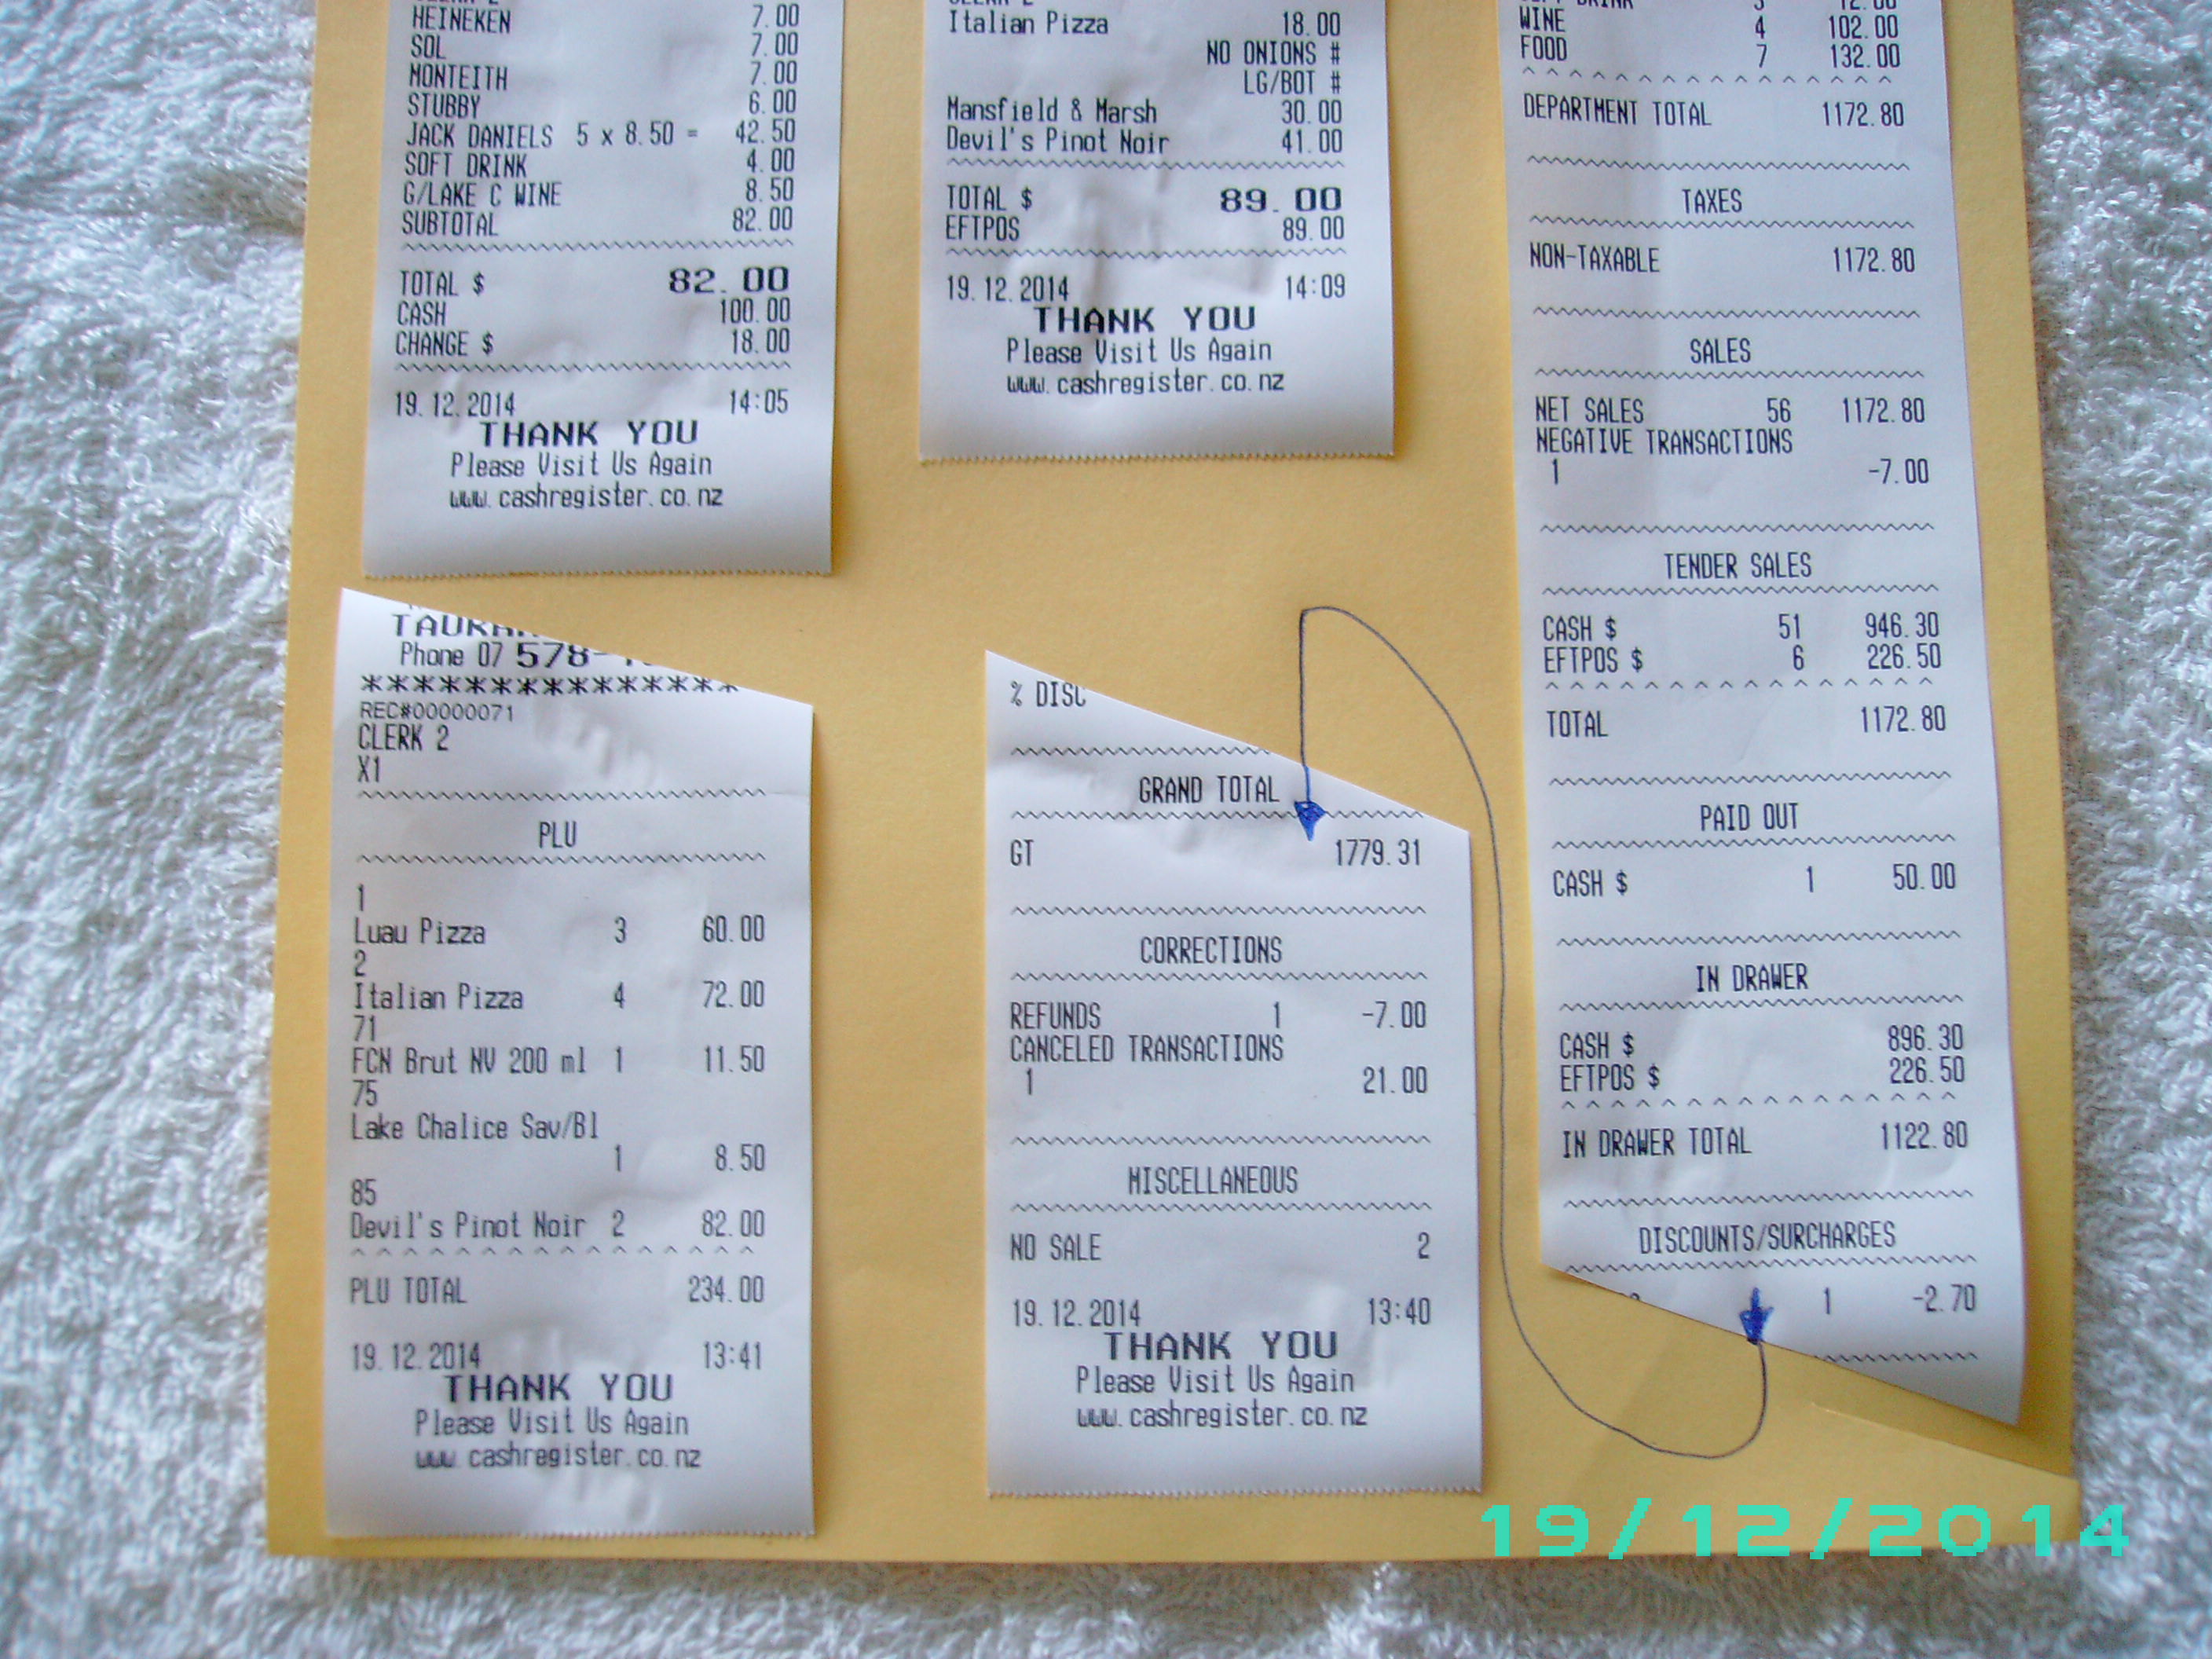 HEINEKEN 7.00
SOL 7.00
MONTEITH 7.00
STUBBY 6.00
JACK DANIELS 5 x 8.50 = 42.50
SOFT DRINK 4.00
G/LAKE C WINE 8.50
SUBTOTAL 82.00
TOTAL $ 82.00
CASH 100.00
CHANGE $ 18.00
19.12.2014 14:05
THANK YOU
Please Visit Us Again
www.cashregister.co.nz
Italian Pizza 18.00
NO ONIONS #
LG/BOT #
Mansfield & Marsh 30.00
Devil's Pinot Noir 41.00
TOTAL $ 89.00
EFTPOS 89.00
19.12.2014 14:09
THANK YOU
Please Visit Us Again
www.cashregister.co.nz
WINE 4 102.00
FOOD 7 132.00
DEPARTMENT TOTAL 1172.80
TAXES
NON-TAXABLE 1172.80
SALES
NET SALES 56 1172.80
NEGATIVE TRANSACTIONS
1 -7.00
TENDER SALES
CASH $ 51 946.30
EFTPOS $ 6 226.50
TOTAL 1172.80
PAID OUT
CASH $ 1 50.00
IN DRAWER
CASH $ 896.30
EFTPOS $ 226.50
IN DRAWER TOTAL 1122.80
DISCOUNTS/SURCHARGES
1 -2.70
Phone 07 578-
***************
REC#00000071
CLERK 2
X1
PLU
1
Luau Pizza 3 60.00
2
Italian Pizza 4 72.00
71
FCN Brut NV 200 ml 1 11.50
75
Lake Chalice Sav/Bl
1 8.50
85
Devil's Pinot Noir 2 82.00
PLU TOTAL 234.00
19.12.2014 13:41
THANK YOU
Please Visit Us Again
www.cashregister.co.nz
% DISC
GRAND TOTAL
GT 1779.31
CORRECTIONS
REFUNDS 1 -7.00
CANCELED TRANSACTIONS
1 21.00
MISCELLANEOUS
NO SALE 2
19.12.2014 13:40
THANK YOU
Please Visit Us Again
www.cashregister.co.nz
19/12/2014